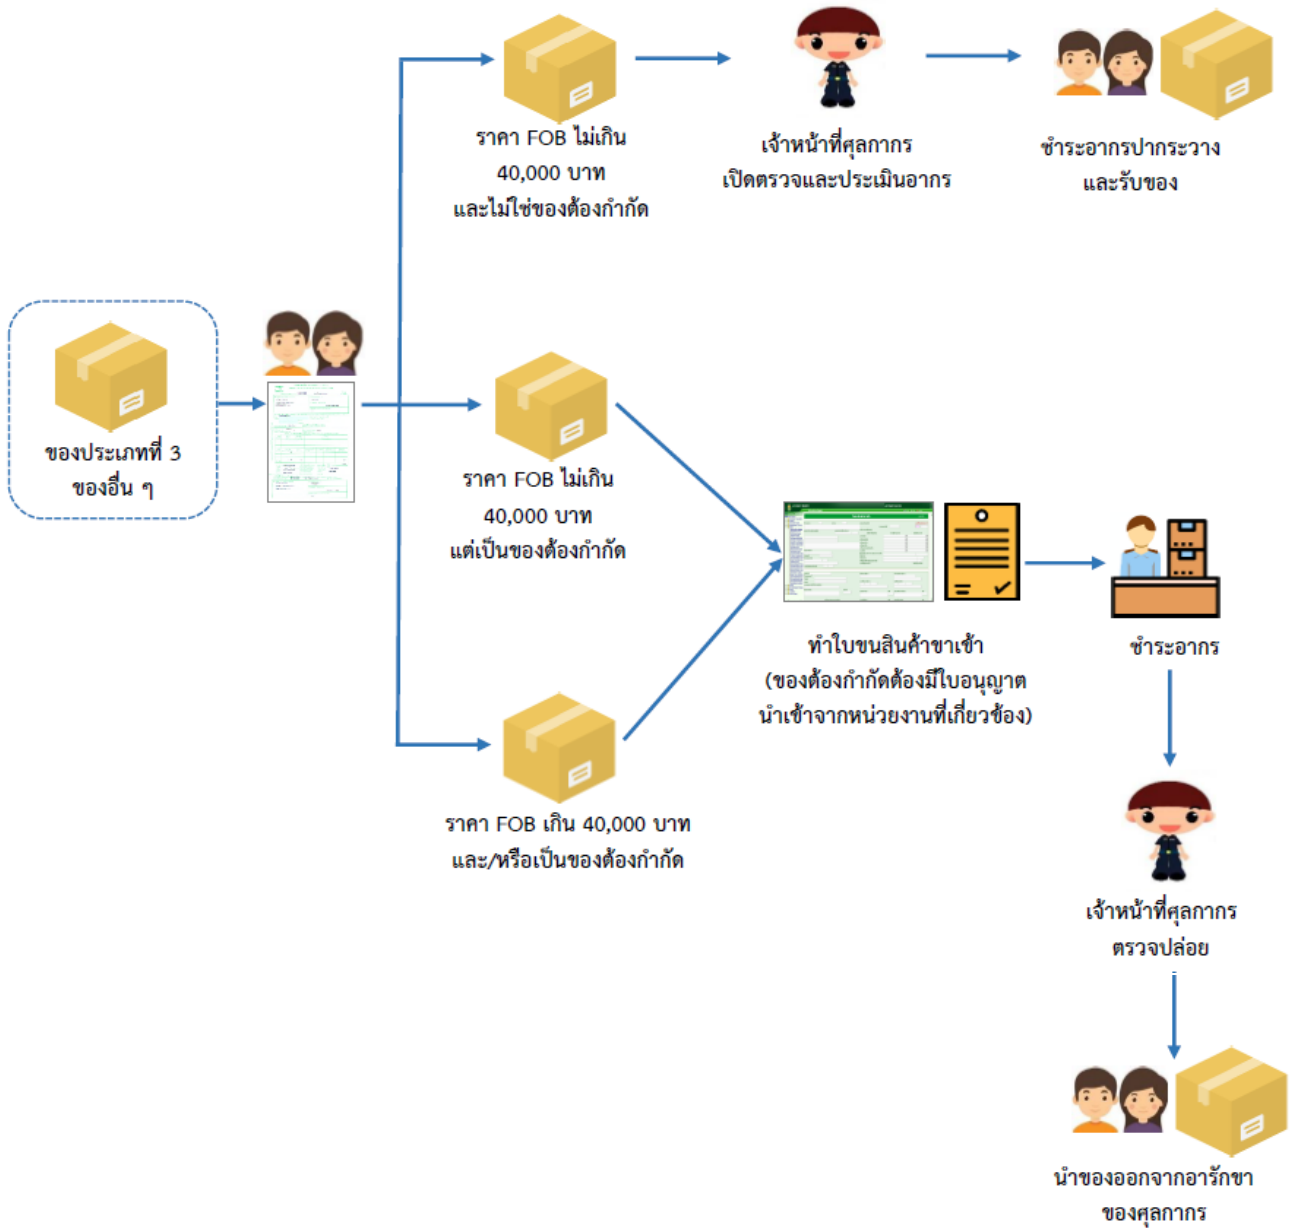 ราคา FOB ไม่เกิน
40,000 บาท
และไม่ใช่ของต้องกำกัด
เจ้าหน้าที่ศุลกากร
เปิดตรวจและประเมินอากร
ชำระอากรปากระวาง
และรับของ
ของประเภทที่ 3
ของอื่น ๆ
ราคา FOB ไม่เกิน
40,000 บาท
แต่เป็นของต้องกำกัด
ราคา FOB เกิน 40,000 บาท
และ/หรือเป็นของต้องกำกัด
ทำใบขนสินค้าขาเข้า
(ของต้องกำกัดต้องมีใบอนุญาต
นำเข้าจากหน่วยงานที่เกี่ยวข้อง)
ชำระอากร
เจ้าหน้าที่ศุลกากร
ตรวจปล่อย
นำของออกจากอารักขา
ของศุลกากร